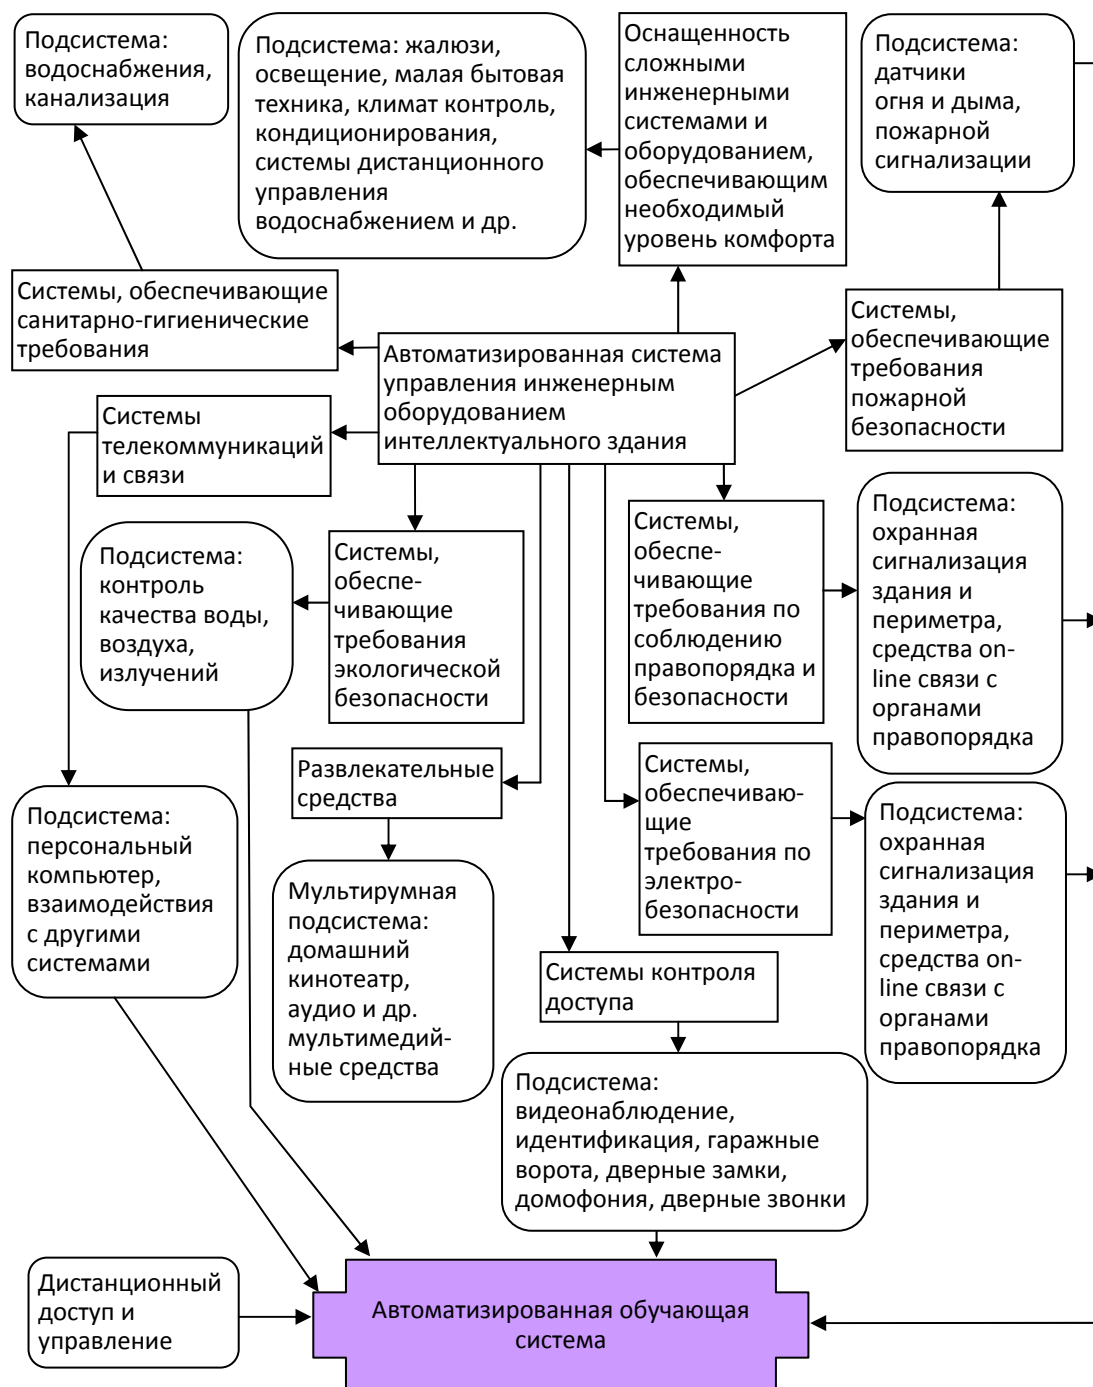 Подсистема:
водоснабжения,
канализация
Подсистема: жалюзи,
освещение, малая бытовая
техника, климат контроль,
кондиционирования,
системы дистанционного
управления
водоснабжением и др.
Оснащенность
сложными
инженерными
системами и
оборудованием,
обеспечивающим
необходимый
уровень комфорта
Подсистема:
датчики
огня и дыма,
пожарной
сигнализации
Системы, обеспечивающие
санитарно-гигиенические
требования
Автоматизированная система
управления инженерным
оборудованием
интеллектуального здания
Системы,
обеспечивающие
требования
пожарной
безопасности
Системы
телекоммуникаций
и связи
Подсистема:
контроль
качества воды,
воздуха,
излучений
Системы,
обеспе-
чивающие
требования
экологической
безопасности
Системы,
обеспе-
чивающие
требования по
соблюдению
правопорядка и
безопасности
Подсистема:
охранная
сигнализация
здания и
периметра,
средства on-
line связи с
органами
правопорядка
Развлекательные
средства
Системы,
обеспечиваю-
щие
требования по
электро-
безопасности
Подсистема:
охранная
сигнализация
здания и
периметра,
средства on-
line связи с
органами
правопорядка
Подсистема:
персональный
компьютер,
взаимодействия
с другими
системами
Мультирумная
подсистема:
домашний
кинотеатр,
аудио и др.
мультимедий-
ные средства
Системы контроля
доступа
Подсистема:
видеонаблюдение,
идентификация, гаражные
ворота, дверные замки,
домофония, дверные звонки
Дистанционный
доступ и
управление
Автоматизированная обучающая
система